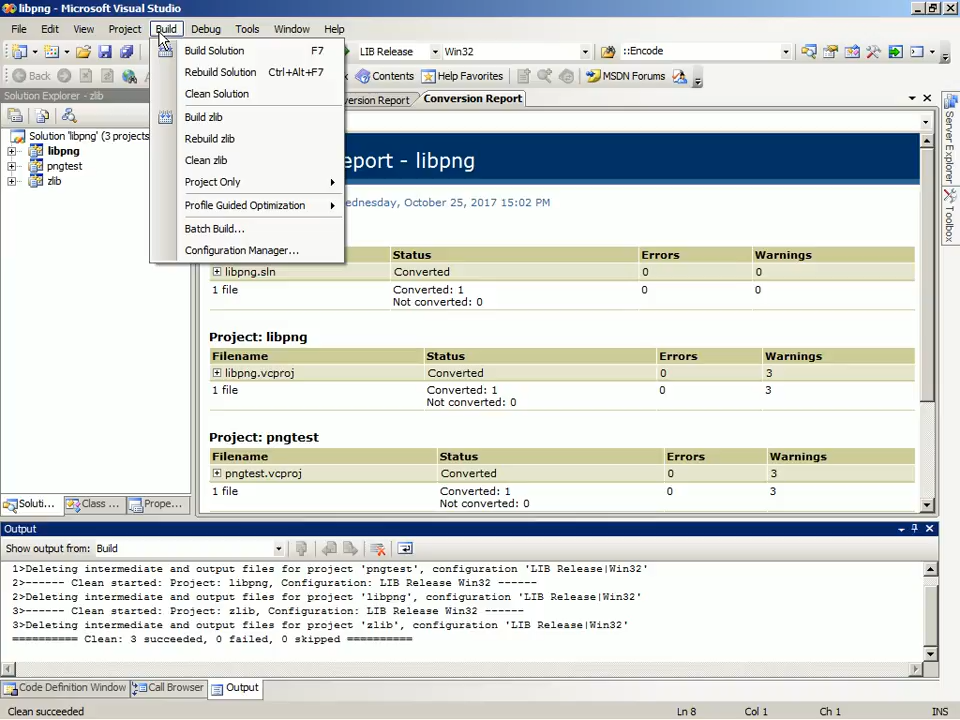 libpng - Microsoft Visual Studio
File Edit View Project Build Debug Tools Window Help
LIB Release Win32 ::Encode
Back Contents Help Favorites MSDN Forums
Solution Explorer - zlib
version Report Conversion Report
Solution 'libpng' (3 projects
libpng
pngtest
zlib
Build Solution F7
Rebuild Solution Ctrl+Alt+F7
Clean Solution
Build zlib
Rebuild zlib
Clean zlib
Project Only
Profile Guided Optimization
Batch Build...
Configuration Manager...
eport - libpng
ednesday, October 25, 2017 15:02 PM
Status Errors Warnings
libpng.sln Converted 0 0
1 file Converted: 1 0 0
Not converted: 0
Project: libpng
Filename Status Errors Warnings
libpng.vcproj Converted 0 3
1 file Converted: 1 0 3
Not converted: 0
Project: pngtest
Filename Status Errors Warnings
pngtest.vcproj Converted 0 3
1 file Converted: 1 0 3
Not converted: 0
Server Explorer
Toolbox
Soluti... Class ... Prope...
Output
Show output from: Build
1>Deleting intermediate and output files for project 'pngtest', configuration 'LIB Release|Win32'
2>------ Clean started: Project: libpng, Configuration: LIB Release Win32 ------
2>Deleting intermediate and output files for project 'libpng', configuration 'LIB Release|Win32'
3>------ Clean started: Project: zlib, Configuration: LIB Release Win32 ------
3>Deleting intermediate and output files for project 'zlib', configuration 'LIB Release|Win32'
========== Clean: 3 succeeded, 0 failed, 0 skipped ==========
Code Definition Window Call Browser Output
Clean succeeded Ln 8 Col 1 Ch 1 INS